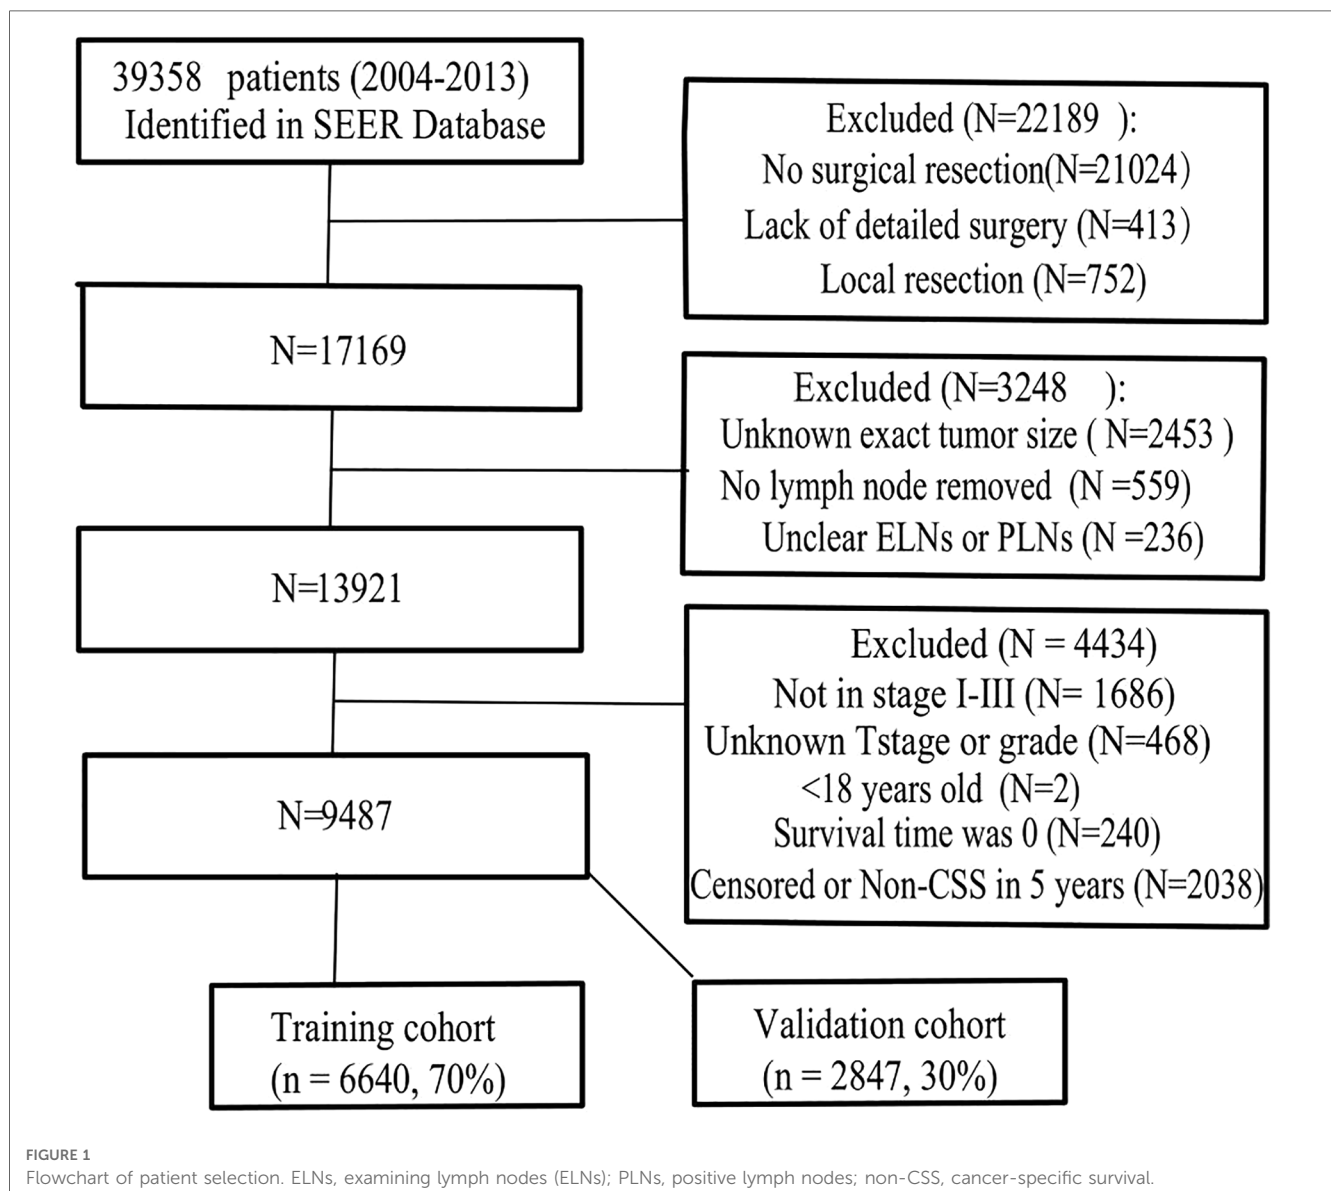 39358 patients (2004-2013)
Identified in SEER Database
Excluded (N=22189 ):
No surgical resection(N=21024)
Lack of detailed surgery (N=413)
Local resection (N=752)
N=17169
Excluded (N=3248 ):
Unknown exact tumor size ( N=2453 )
No lymph node removed (N =559)
Unclear ELNs or PLNs (N =236)
N=13921
Excluded (N = 4434)
Not in stage I-III (N= 1686)
Unknown Tstage or grade (N=468)
<18 years old (N=2)
Survival time was 0 (N=240)
Censored or Non-CSS in 5 years (N=2038)
N=9487
Training cohort
(n = 6640, 70%)
Validation cohort
(n = 2847, 30%)
FIGURE 1
Flowchart of patient selection. ELNs, examining lymph nodes (ELNs); PLNs, positive lymph nodes; non-CSS, cancer-specific survival.